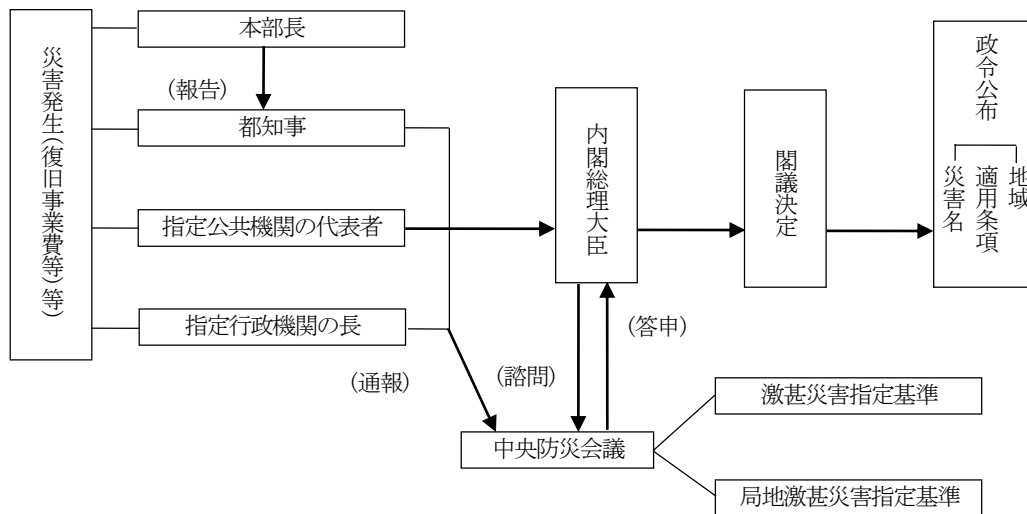 災害発生(復旧事業費等)等)
本部長
(報告)
都知事
指定公共機関の代表者
指定行政機関の長
(通報)
内閣総理大臣
(諮問)
(答申)
中央防災会議
激甚災害指定基準
局地激甚災害指定基準
閣議決定
政令公布
地域
適用条項
災害名